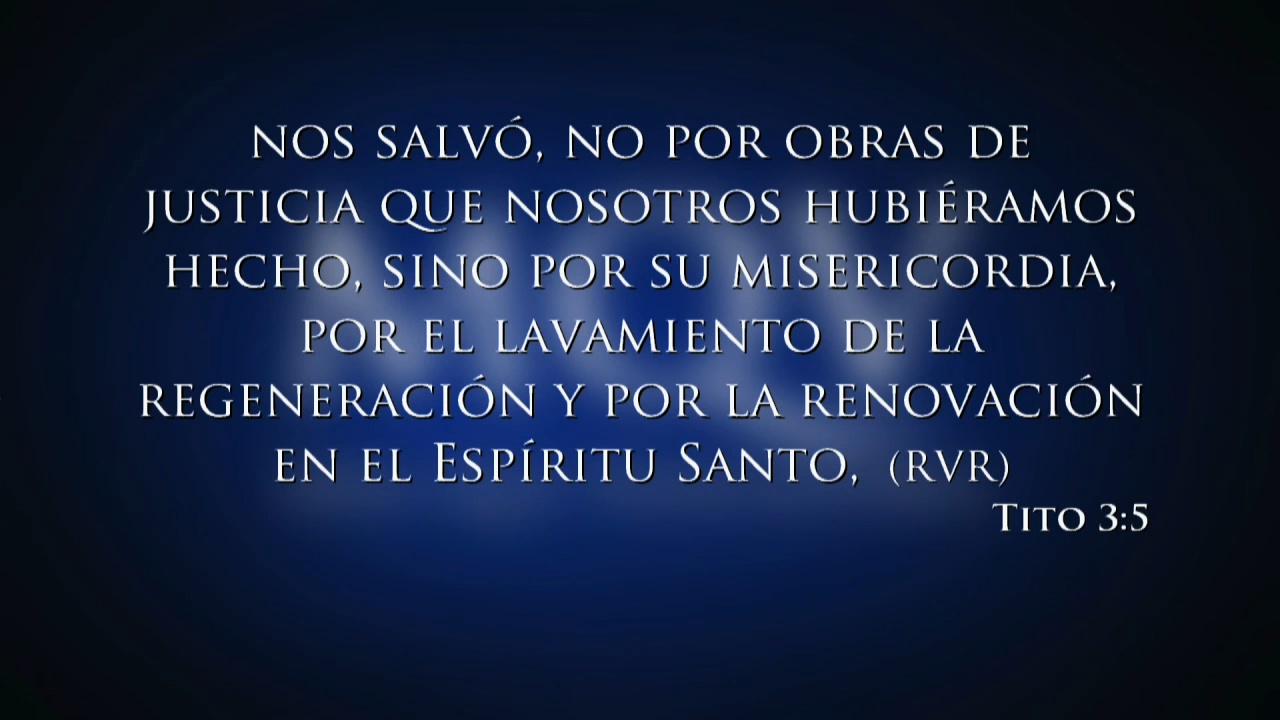 NOS SALVÓ, NO POR OBRAS DE
JUSTICIA QUE NOSOTROS HUBIÉRAMOS
HECHO, SINO POR SU MISERICORDIA,
POR EL LAVAMIENTO DE LA
REGENERACIÓN Y POR LA RENOVACIÓN
EN EL ESPÍRITU SANTO, (RVR)
TITO 3:5